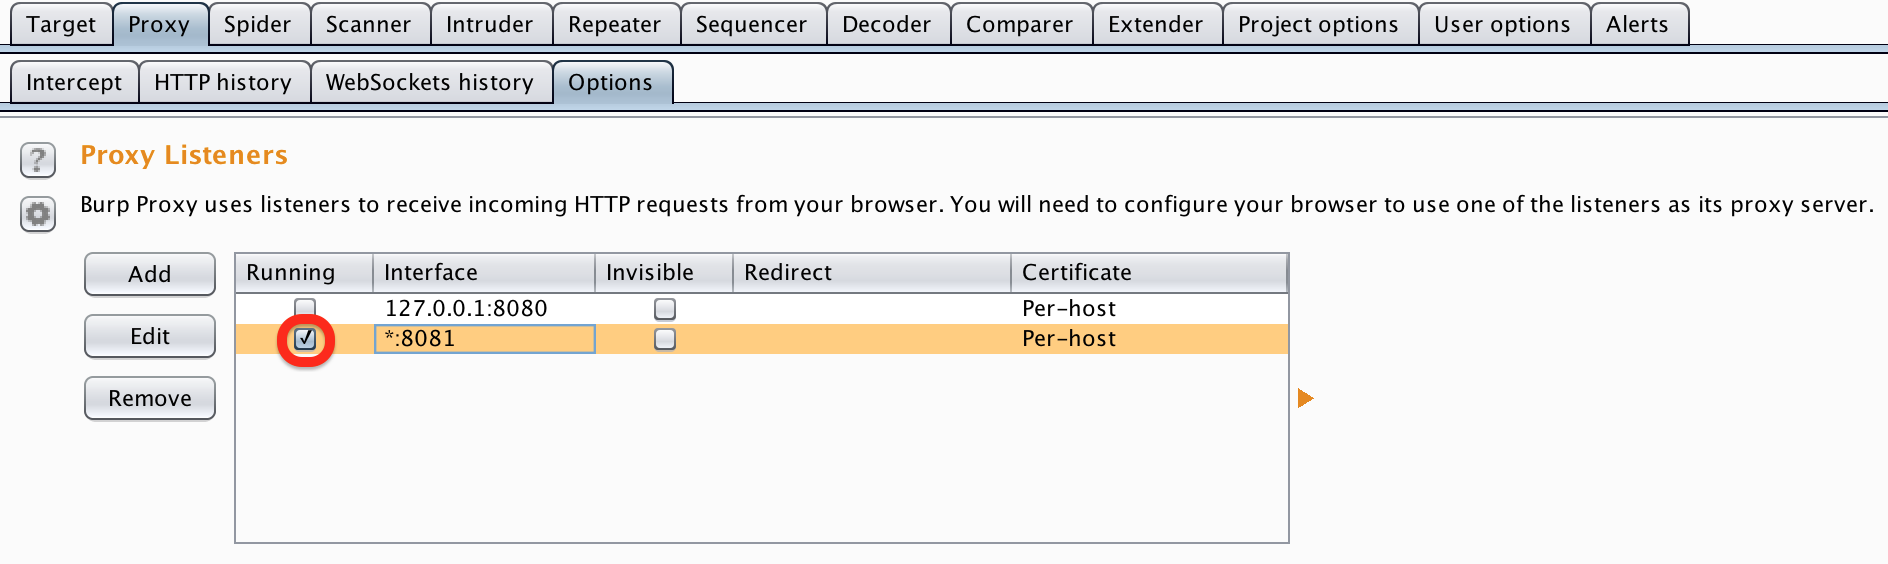 Target Proxy Spider Scanner Intruder Repeater Sequencer Decoder Comparer Extender Project options User options Alerts
Intercept HTTP history WebSockets history Options
? Proxy Listeners
Burp Proxy uses listeners to receive incoming HTTP requests from your browser. You will need to configure your browser to use one of the listeners as its proxy server.
Add Running Interface Invisible Redirect Certificate
127.0.0.1:8080 Per-host
Edit *:8081 Per-host
Remove